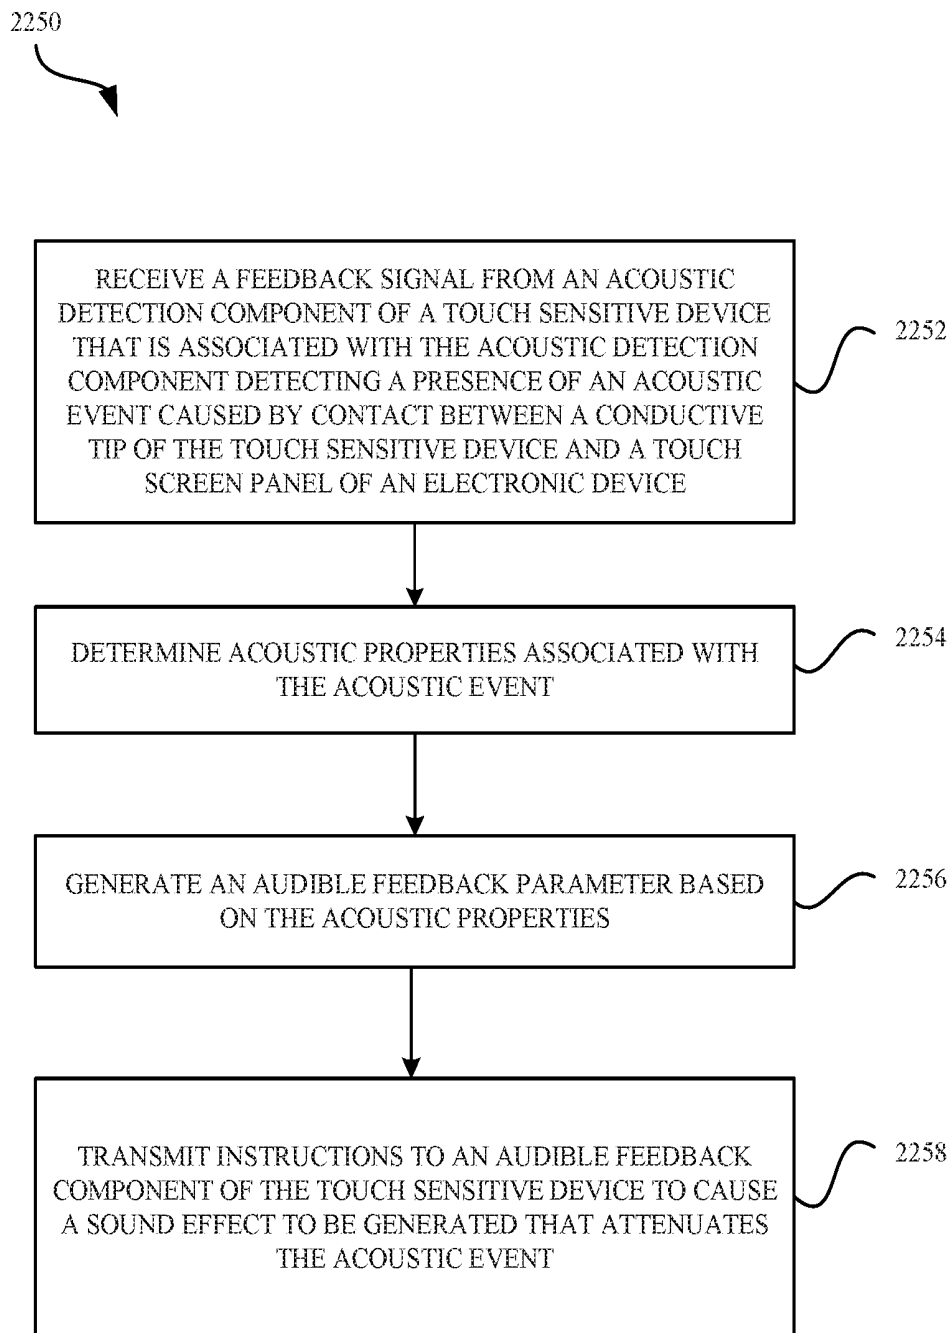 2250
RECEIVE A FEEDBACK SIGNAL FROM AN ACOUSTIC
DETECTION COMPONENT OF A TOUCH SENSITIVE DEVICE
THAT IS ASSOCIATED WITH THE ACOUSTIC DETECTION
COMPONENT DETECTING A PRESENCE OF AN ACOUSTIC
EVENT CAUSED BY CONTACT BETWEEN A CONDUCTIVE
TIP OF THE TOUCH SENSITIVE DEVICE AND A TOUCH
SCREEN PANEL OF AN ELECTRONIC DEVICE
2252
DETERMINE ACOUSTIC PROPERTIES ASSOCIATED WITH
THE ACOUSTIC EVENT
2254
GENERATE AN AUDIBLE FEEDBACK PARAMETER BASED
ON THE ACOUSTIC PROPERTIES
2256
TRANSMIT INSTRUCTIONS TO AN AUDIBLE FEEDBACK
COMPONENT OF THE TOUCH SENSITIVE DEVICE TO CAUSE
A SOUND EFFECT TO BE GENERATED THAT ATTENUATES
THE ACOUSTIC EVENT
2258